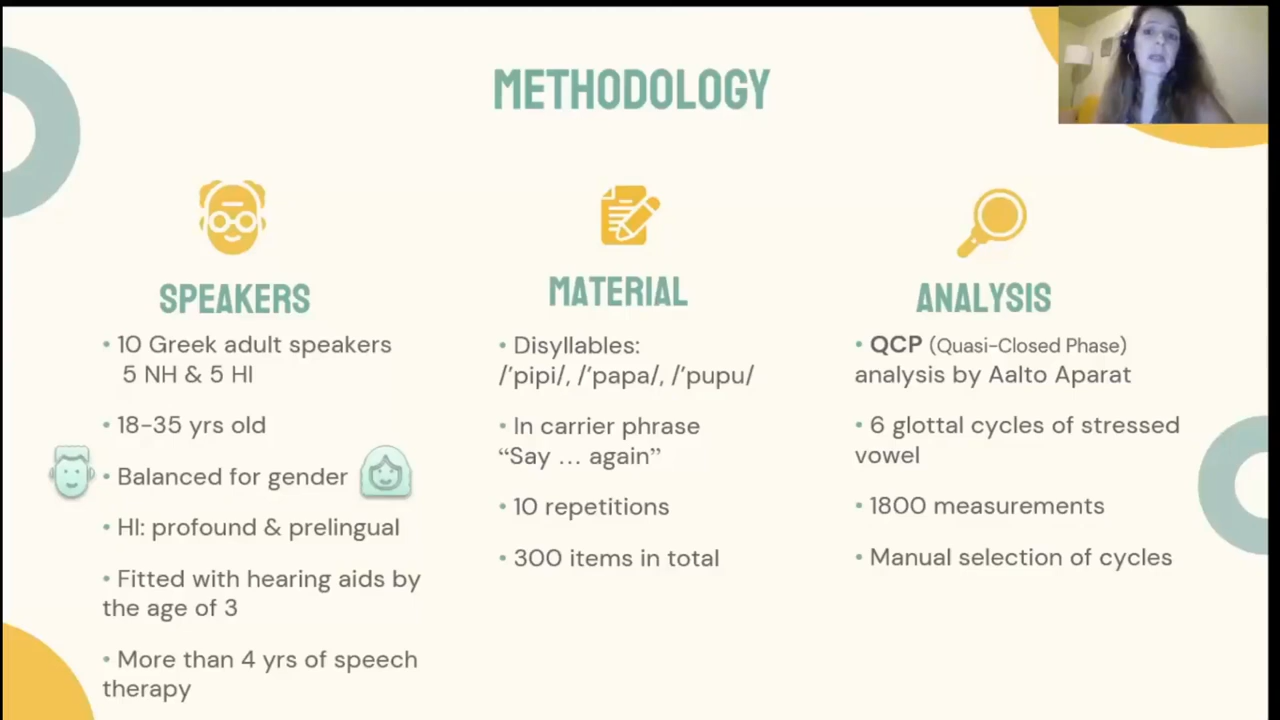 METHODOLOGY
SPEAKERS
• 10 Greek adult speakers
5 NH & 5 HI
• 18-35 yrs old
• Balanced for gender
• HI: profound & prelingual
• Fitted with hearing aids by
the age of 3
• More than 4 yrs of speech
therapy
MATERIAL
• Disyllables:
/ʹpipi/, /ʹpapa/, /ʹpupu/
• In carrier phrase
“Say … again”
• 10 repetitions
• 300 items in total
ANALYSIS
• QCP (Quasi-Closed Phase)
analysis by Aalto Aparat
• 6 glottal cycles of stressed
vowel
• 1800 measurements
• Manual selection of cycles